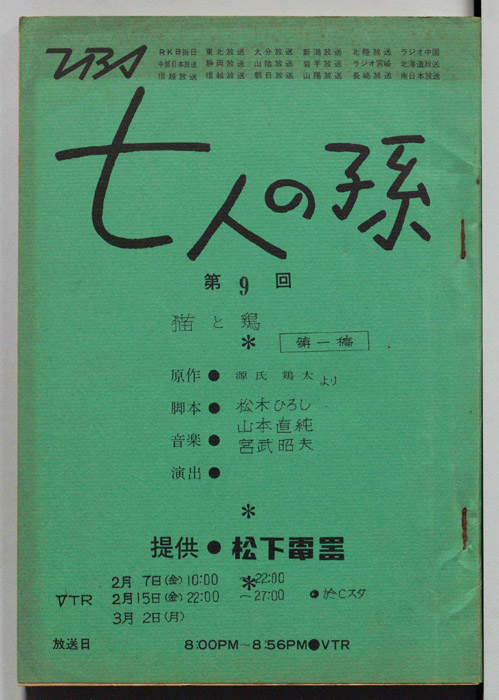 TBS
RKB毎日 東北放送 大分放送 新潟放送 北陸放送 ラジオ中国
中部日本放送 静岡放送 山陰放送 岩手放送 ラジオ宮崎 北海道放送
信越放送 朝日放送 山陽放送 長崎放送 南日本放送
七人の孫
第9回
猫と鶏
*
第一稿
原作● 源氏鶏太より
脚本● 松木ひろし
山本直純
音楽● 宮武昭夫
演出●
*
提供●松下電器
*
2月 7日(金)10:00 ~22:00
VTR 2月15日(金)22:00 ~27:00 ●於Cスタ
3月 2日(月)
放送日 8:00PM~8:56PM●VTR